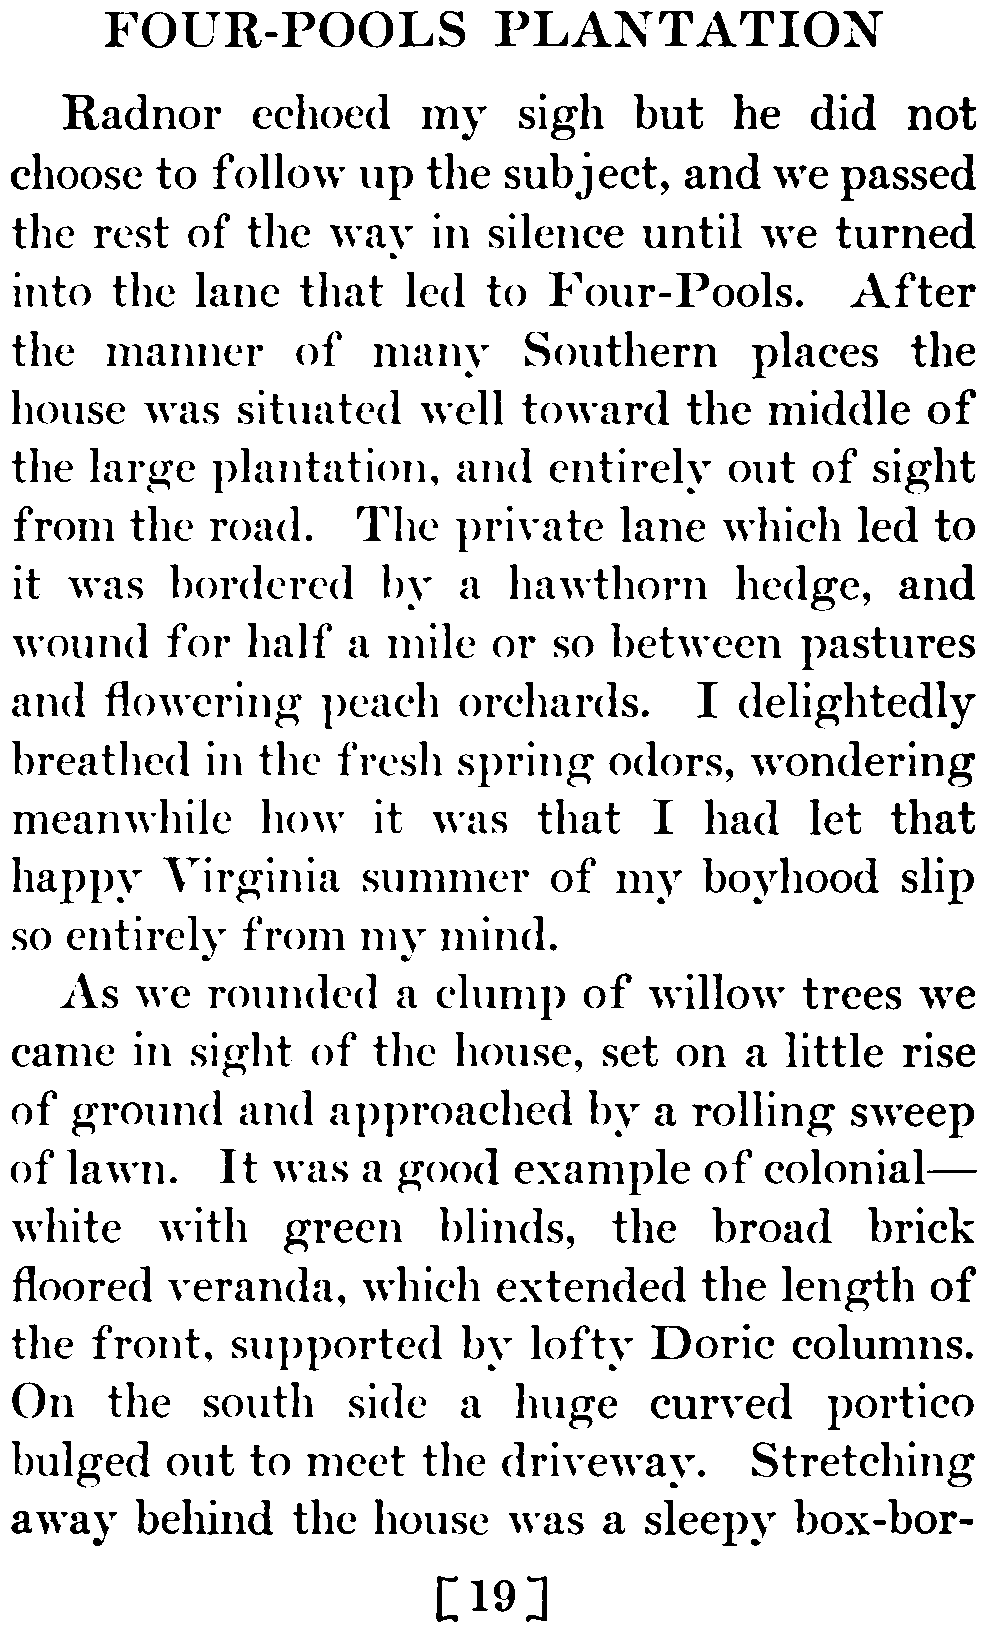 FOUR-POOLS PLANTATION
Radnor echoed my sigh but he did not
choose to follow up the subject, and we passed
the rest of the way in silence until we turned
into the lane that led to Four-Pools. After
the manner of many Southern places the
house was situated well toward the middle of
the large plantation, and entirely out of sight
from the road. The private lane which led to
it was bordered by a hawthorn hedge, and
wound for half a mile or so between pastures
and flowering peach orchards. I delightedly
breathed in the fresh spring odors, wondering
meanwhile how it was that I had let that
happy Virginia summer of my boyhood slip
so entirely from my mind.
As we rounded a clump of willow trees we
came in sight of the house, set on a little rise
of ground and approached by a rolling sweep
of lawn. It was a good example of colonial—
white with green blinds, the broad brick
floored veranda, which extended the length of
the front, supported by lofty Doric columns.
On the south side a huge curved portico
bulged out to meet the driveway. Stretching
away behind the house was a sleepy box-bor-
[19]